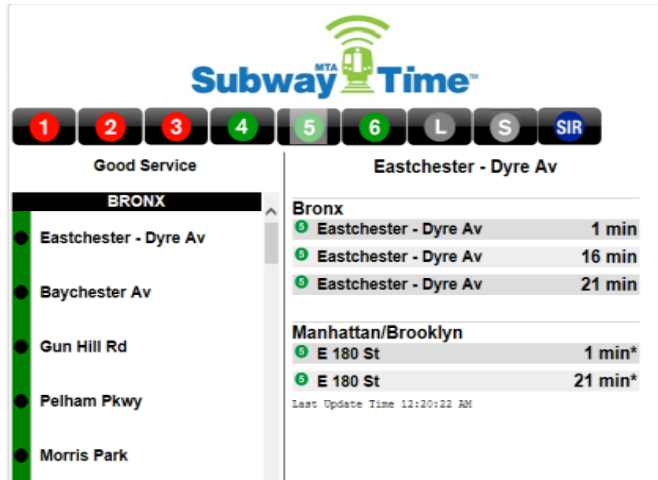 MTA
Subway Time™
1 2 3 4 5 6 L S SIR
Good Service
BRONX
Eastchester - Dyre Av
Baychester Av
Gun Hill Rd
Pelham Pkwy
Morris Park
Eastchester - Dyre Av
Bronx
5 Eastchester - Dyre Av 1 min
5 Eastchester - Dyre Av 16 min
5 Eastchester - Dyre Av 21 min
Manhattan/Brooklyn
5 E 180 St 1 min*
5 E 180 St 21 min*
Last Update Time 12:20:22 AM